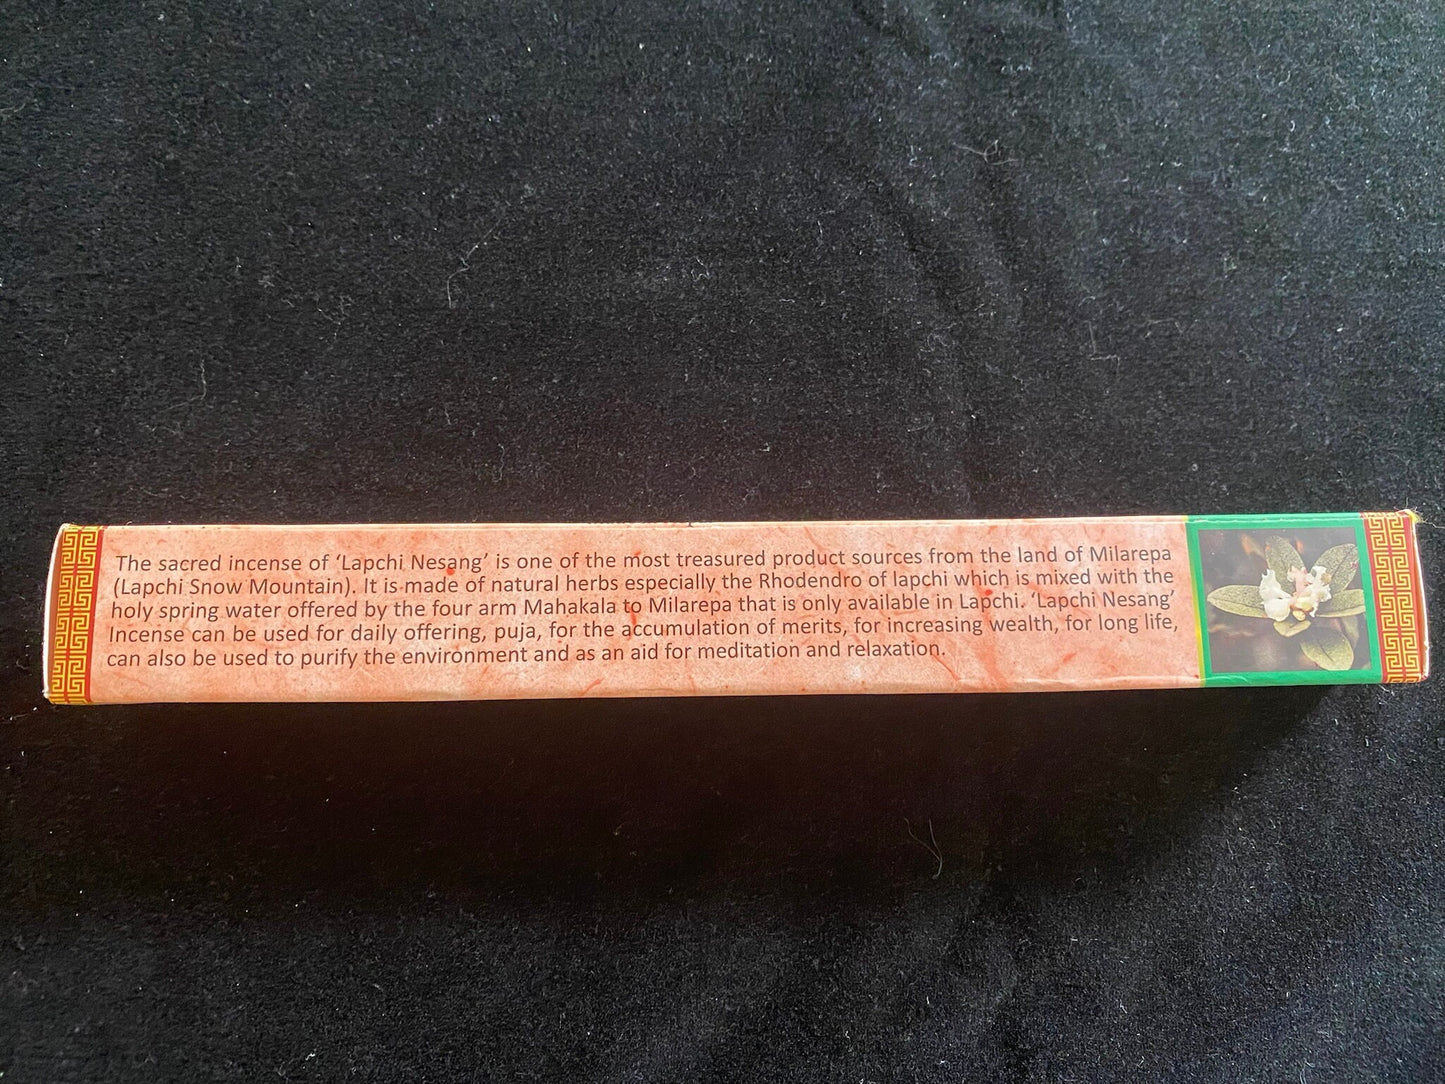 The sacred incense of ‘Lapchi Nesang’ is one of the most treasured product sources from the land of Milarepa
(Lapchi Snow Mountain). It is made of natural herbs especially the Rhodendro of lapchi which is mixed with the
holy spring water offered by the four arm Mahakala to Milarepa that is only available in Lapchi. ‘Lapchi Nesang’
Incense can be used for daily offering, puja, for the accumulation of merits, for increasing wealth, for long life,
can also be used to purify the environment and as an aid for meditation and relaxation.